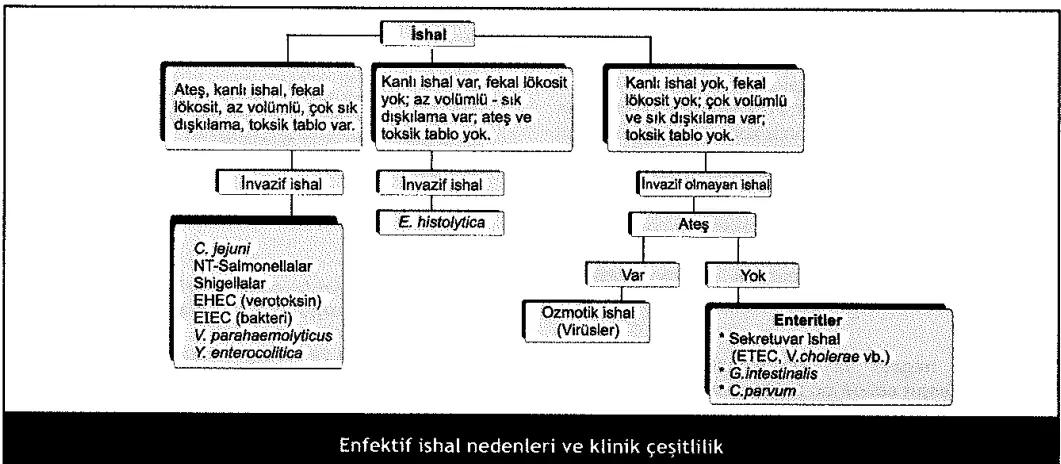 İshal
Ateş, kanlı ishal, fekal
lökosit, az volümlü, çok sık
dışkılama, toksik tablo var.
Kanlı ishal var, fekal lökosit
yok; az volümlü - sık
dışkılama var; ateş ve
toksik tablo yok.
Kanlı ishal yok, fekal
lökosit yok; çok volümlü
ve sık dışkılama var;
toksik tablo yok.
İnvazif ishal
İnvazif ishal
İnvazif olmayan ishal
C. jejuni
NT-Salmonellalar
Shigellalar
EHEC (verotoksin)
EIEC (bakteri)
V. parahaemolyticus
Y. enterocolitica
E. histolytica
Ateş
Var
Yok
Ozmotik ishal
(Virüsler)
Enteritler
* Sekretuvar ishal
(ETEC, V.cholerae vb.)
* G.intestinalis
* C.parvum
Enfektif ishal nedenleri ve klinik çeşitlilik